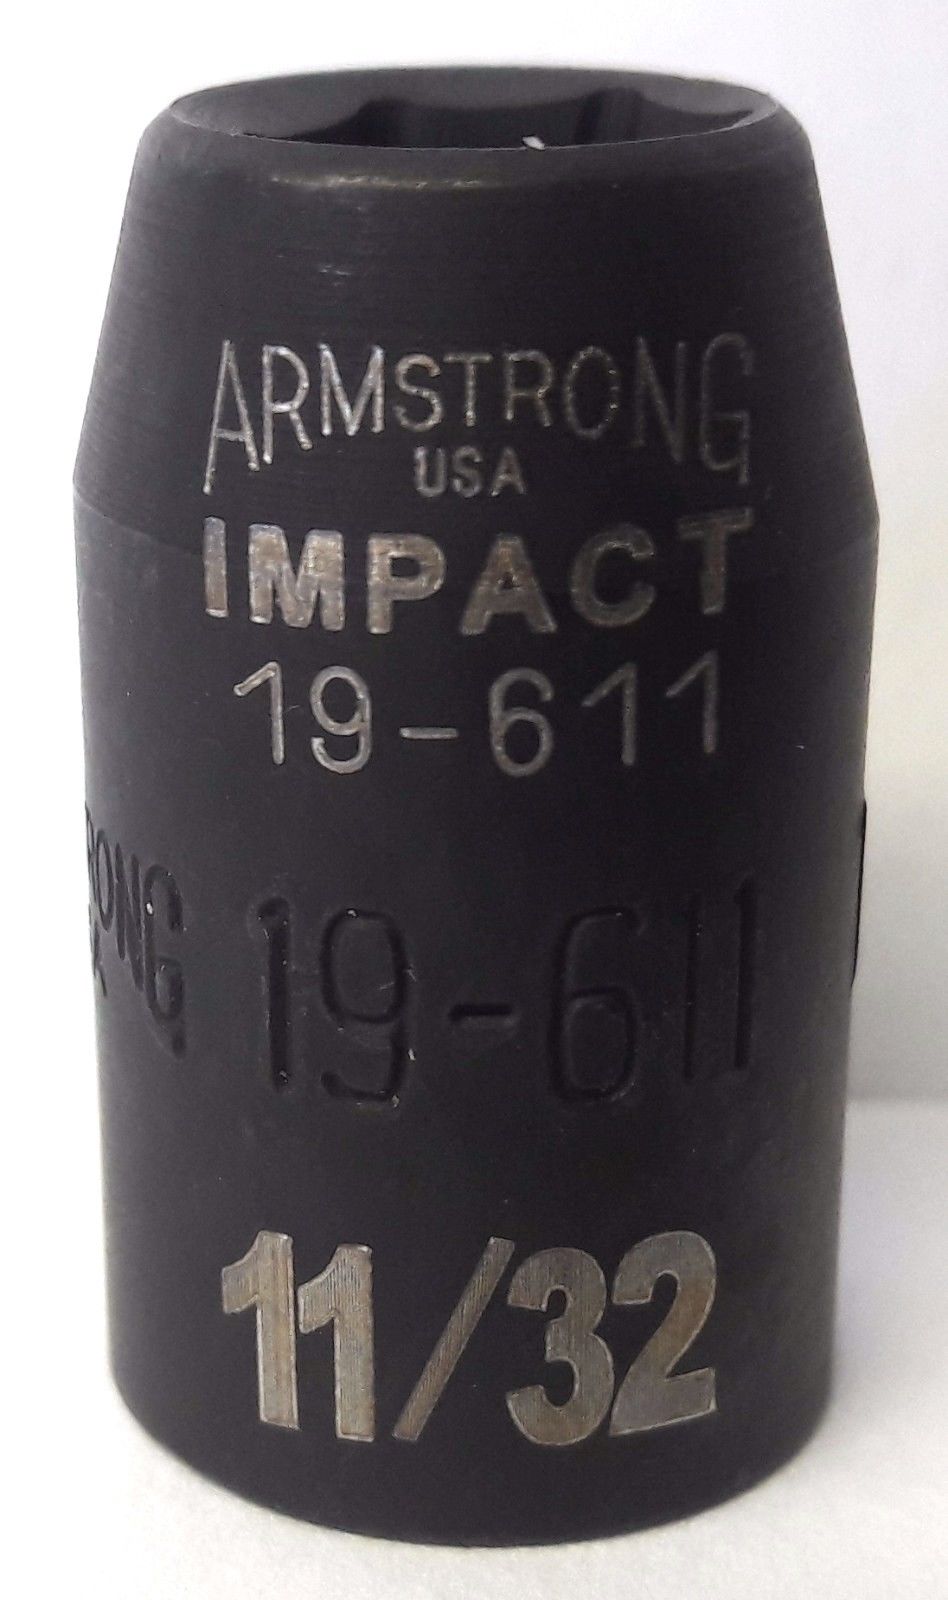 ARMSTRONG
USA
IMPACT
19-611
19-611
11/32